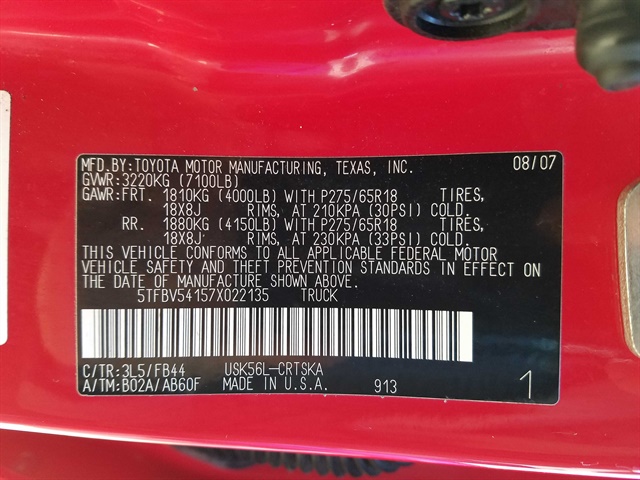 MFD.BY:TOYOTA MOTOR MANUFACTURING, TEXAS, INC. 08/07
GVWR:3220KG (7100LB)
GAWR:FRT. 1810KG (4000LB) WITH P275/65R18 TIRES,
18X8J RIMS, AT 210KPA (30PSI) COLD.
RR. 1880KG (4150LB) WITH P275/65R18 TIRES,
18X8J RIMS, AT 230KPA (33PSI) COLD.
THIS VEHICLE CONFORMS TO ALL APPLICABLE FEDERAL MOTOR
VEHICLE SAFETY AND THEFT PREVENTION STANDARDS IN EFFECT ON
THE DATE OF MANUFACTURE SHOWN ABOVE.
5TFBV54157X022135 TRUCK
C/TR:3L5/FB44 USK56L-CRTSKA
A/TM:B02A/AB60F MADE IN U.S.A. 913 1